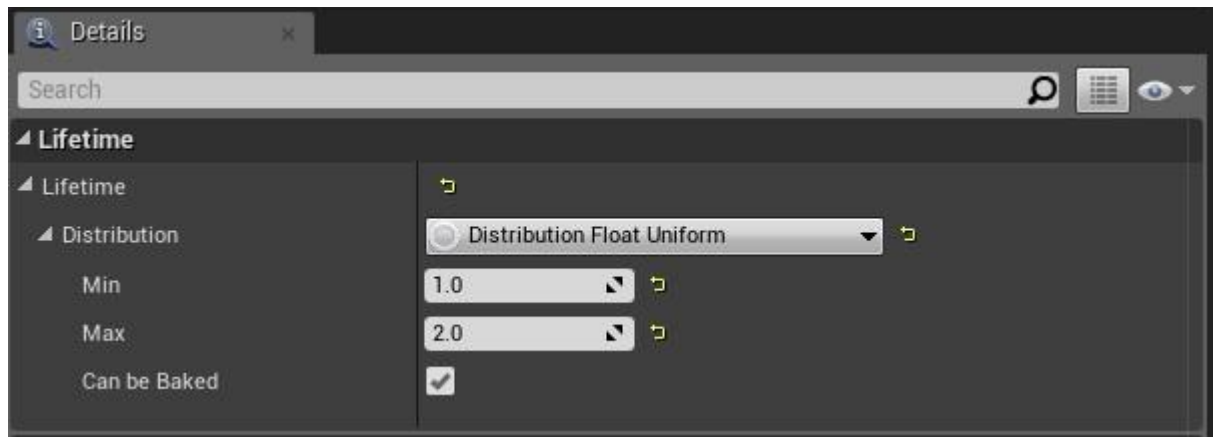 Details
Search
Lifetime
Lifetime
Distribution Distribution Float Uniform
Min 1.0
Max 2.0
Can be Baked